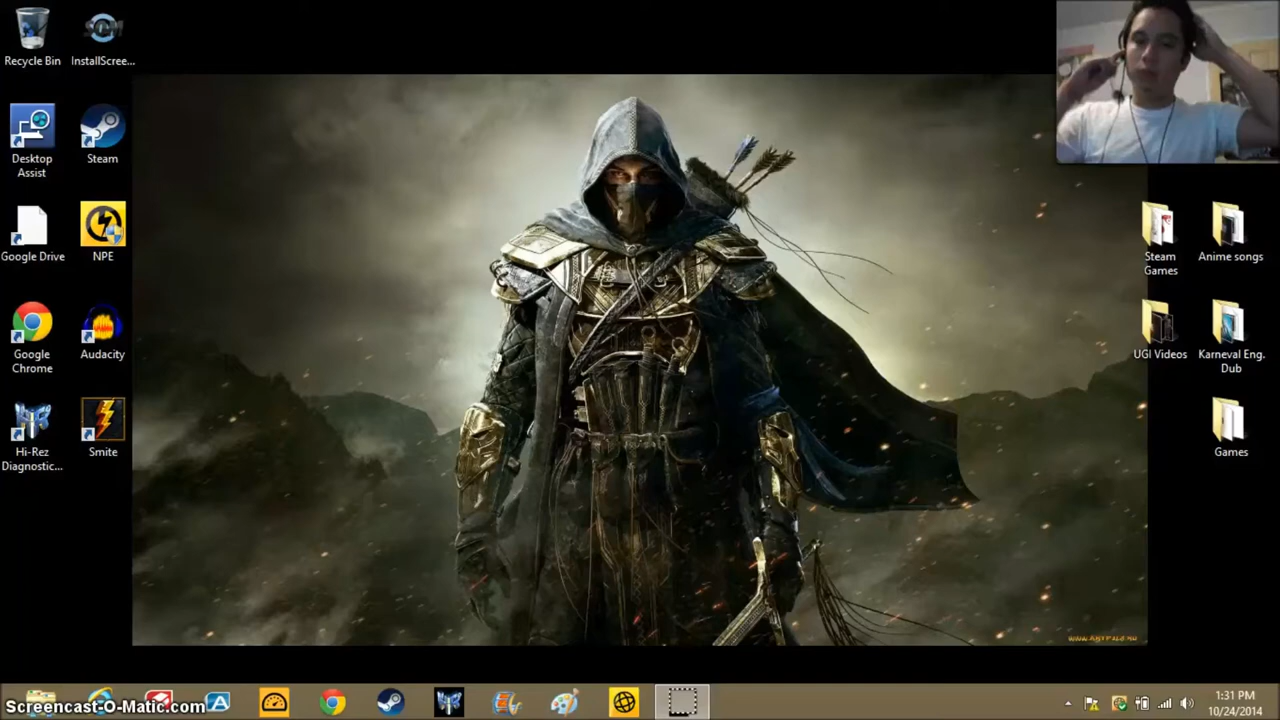 Recycle Bin
InstallScree...
Desktop
Assist
Steam
Google Drive
NPE
Google
Chrome
Audacity
Hi-Rez
Diagnostic...
Smite
Steam
Games
Anime songs
UGI Videos
Karneval Eng.
Dub
Games
Screencast-O-Matic.com
1:31 PM
10/24/2014